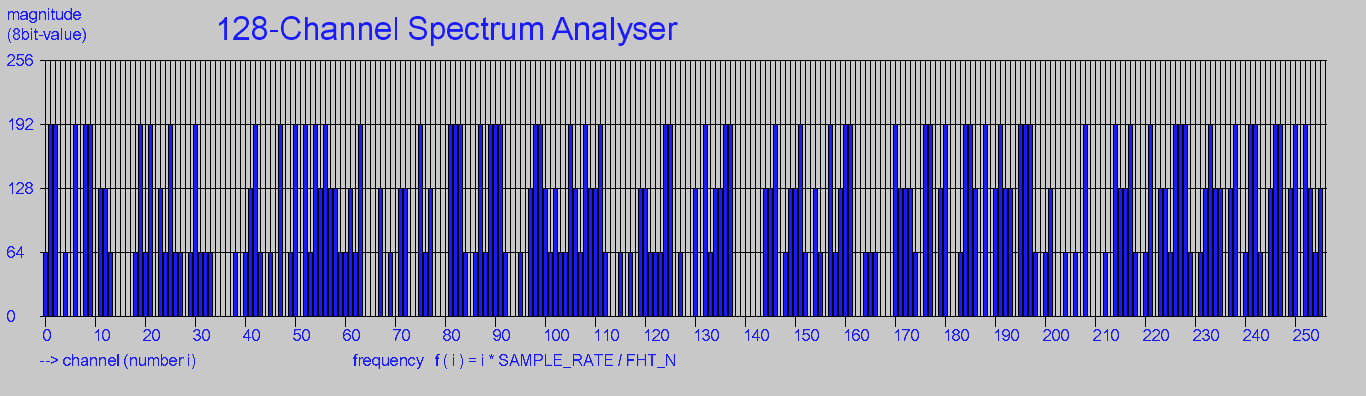 magnitude
(8bit-value)
128-Channel Spectrum Analyser
256
192
128
64
0
0 10 20 30 40 50 60 70 80 90 100 110 120 130 140 150 160 170 180 190 200 210 220 230 240 250
--> channel (number i)
frequency f ( i ) = i * SAMPLE_RATE / FHT_N